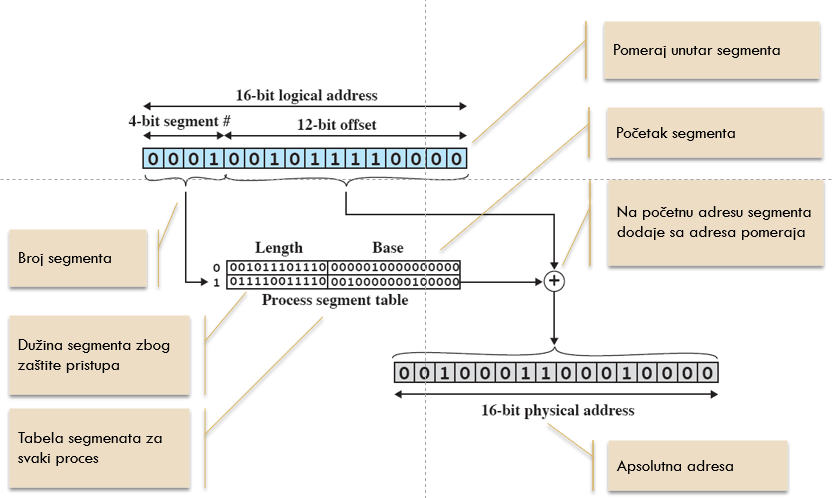 Pomeraj unutar segmenta
16-bit logical address
4-bit segment #
12-bit offset
Početak segmenta
0 0 0 1 0 0 1 0 1 1 1 1 0 0 0 0
Na početnu adresu segmenta
dodaje sa adresa pomeraja
Broj segmenta
Length Base
0 001011101110 0000010000000000
1 011110011110 0010000000100000
+
Process segment table
Dužina segmenta zbog
zaštite pristupa
0 0 1 0 0 0 1 1 0 0 0 1 0 0 0 0
16-bit physical address
Tabela segmenata za
svaki proces
Apsolutna adresa